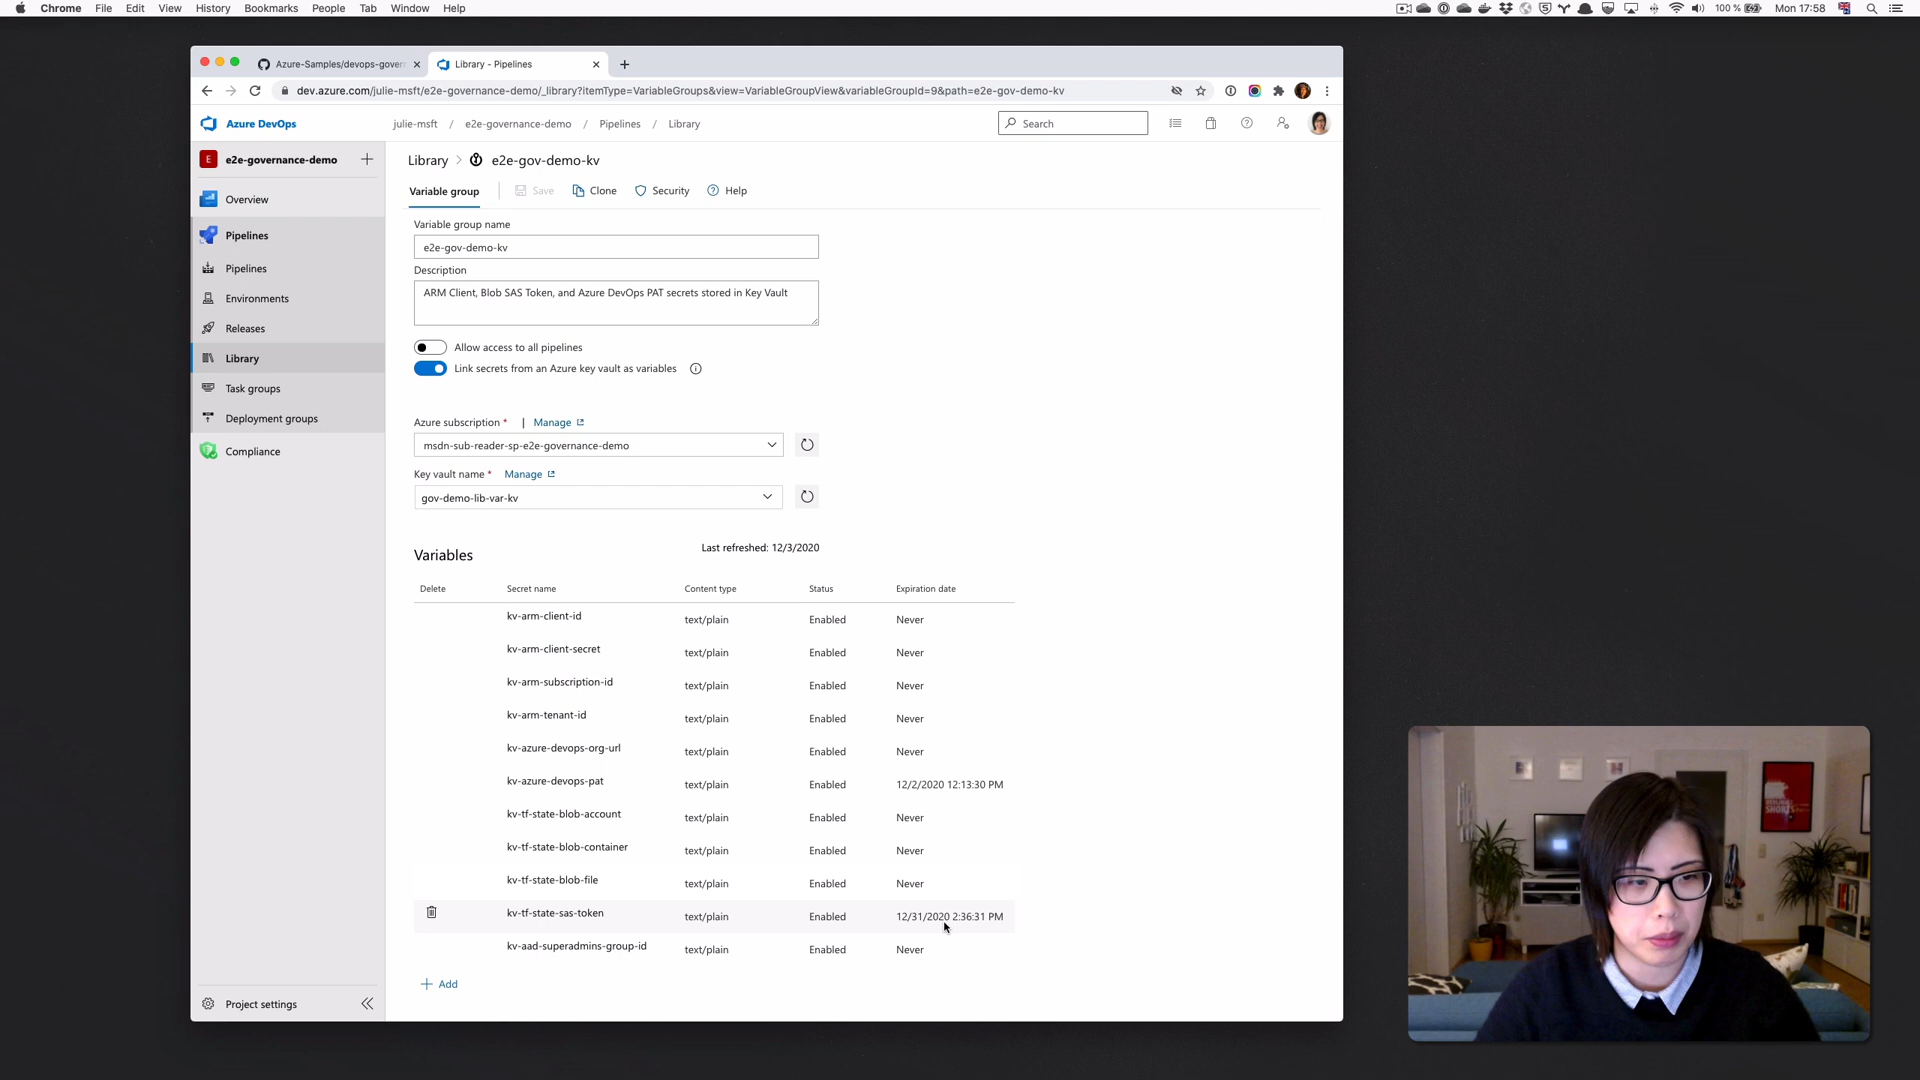 Chrome File Edit View History Bookmarks People Tab Window Help
100 % Mon 17:58
Azure-Samples/devops-gover
Library - Pipelines
dev.azure.com/julie-msft/e2e-governance-demo/_library?itemType=VariableGroups&view=VariableGroupView&variableGroupId=9&path=e2e-gov-demo-kv
Azure DevOps
julie-msft / e2e-governance-demo / Pipelines / Library
Search
E e2e-governance-demo
Overview
Pipelines
Pipelines
Environments
Releases
Library
Task groups
Deployment groups
Compliance
Project settings
Library > e2e-gov-demo-kv
Variable group | Save Clone Security Help
Variable group name
e2e-gov-demo-kv
Description
ARM Client, Blob SAS Token, and Azure DevOps PAT secrets stored in Key Vault
Allow access to all pipelines
Link secrets from an Azure key vault as variables
Azure subscription * | Manage
msdn-sub-reader-sp-e2e-governance-demo
Key vault name * Manage
gov-demo-lib-var-kv
Variables Last refreshed: 12/3/2020
Delete Secret name Content type Status Expiration date
kv-arm-client-id text/plain Enabled Never
kv-arm-client-secret text/plain Enabled Never
kv-arm-subscription-id text/plain Enabled Never
kv-arm-tenant-id text/plain Enabled Never
kv-azure-devops-org-url text/plain Enabled Never
kv-azure-devops-pat text/plain Enabled 12/2/2020 12:13:30 PM
kv-tf-state-blob-account text/plain Enabled Never
kv-tf-state-blob-container text/plain Enabled Never
kv-tf-state-blob-file text/plain Enabled Never
kv-tf-state-sas-token text/plain Enabled 12/31/2020 2:36:31 PM
kv-aad-superadmins-group-id text/plain Enabled Never
+ Add